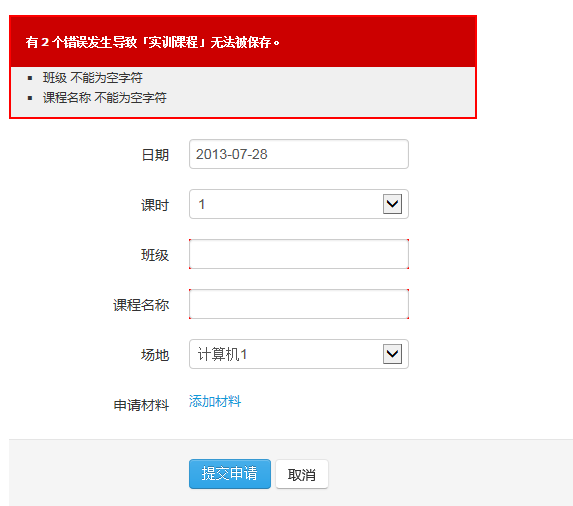 有 2 个错误发生导致「实训课程」无法被保存。
班级 不能为空字符
课程名称 不能为空字符
日期 2013-07-28
课时 1
班级
课程名称
场地 计算机1
申请材料 添加材料
提交申请 取消